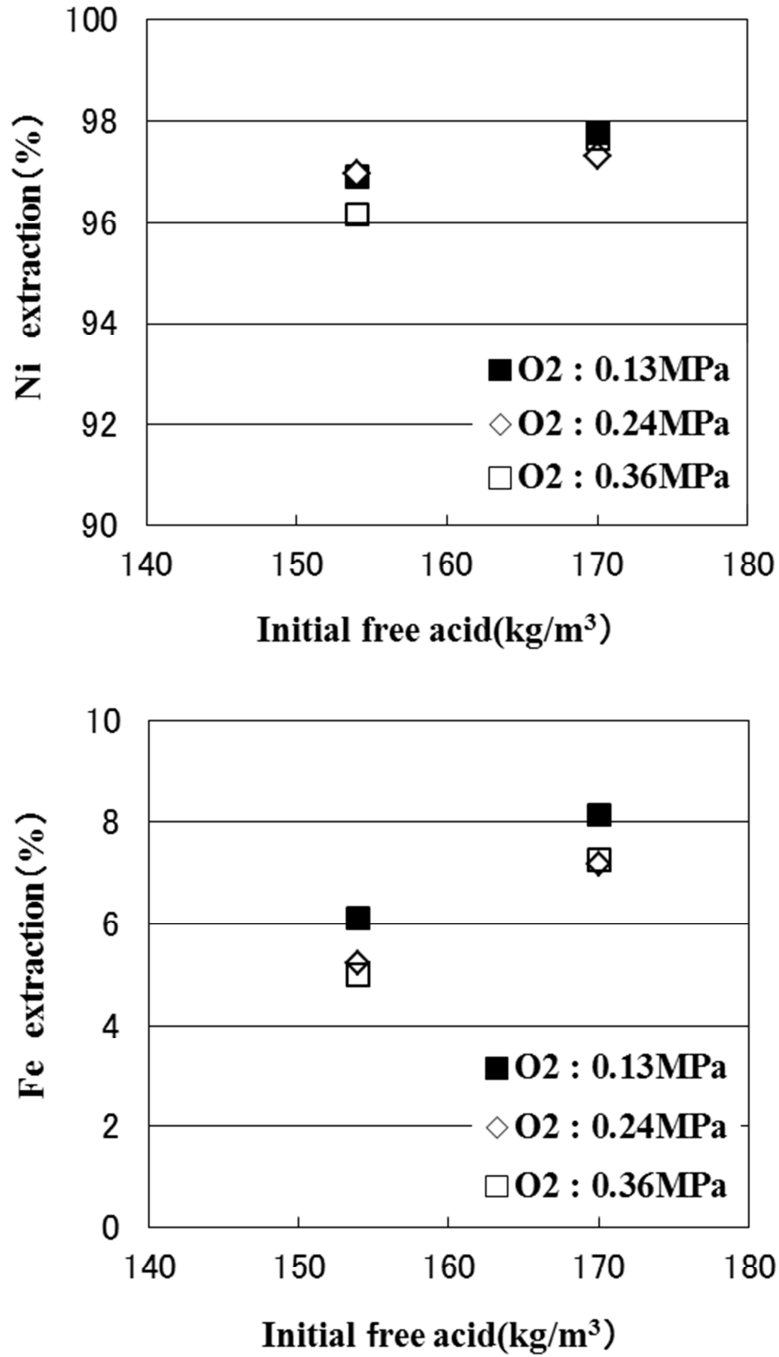 100
98
96
94
92
90
Ni extraction(%)
■O2 : 0.13MPa
◇O2 : 0.24MPa
□O2 : 0.36MPa
140 150 160 170 180
Initial free acid(kg/m³)
10
8
6
4
2
0
Fe extraction(%)
■O2 : 0.13MPa
◇O2 : 0.24MPa
□O2 : 0.36MPa
140 150 160 170 180
Initial free acid(kg/m³)